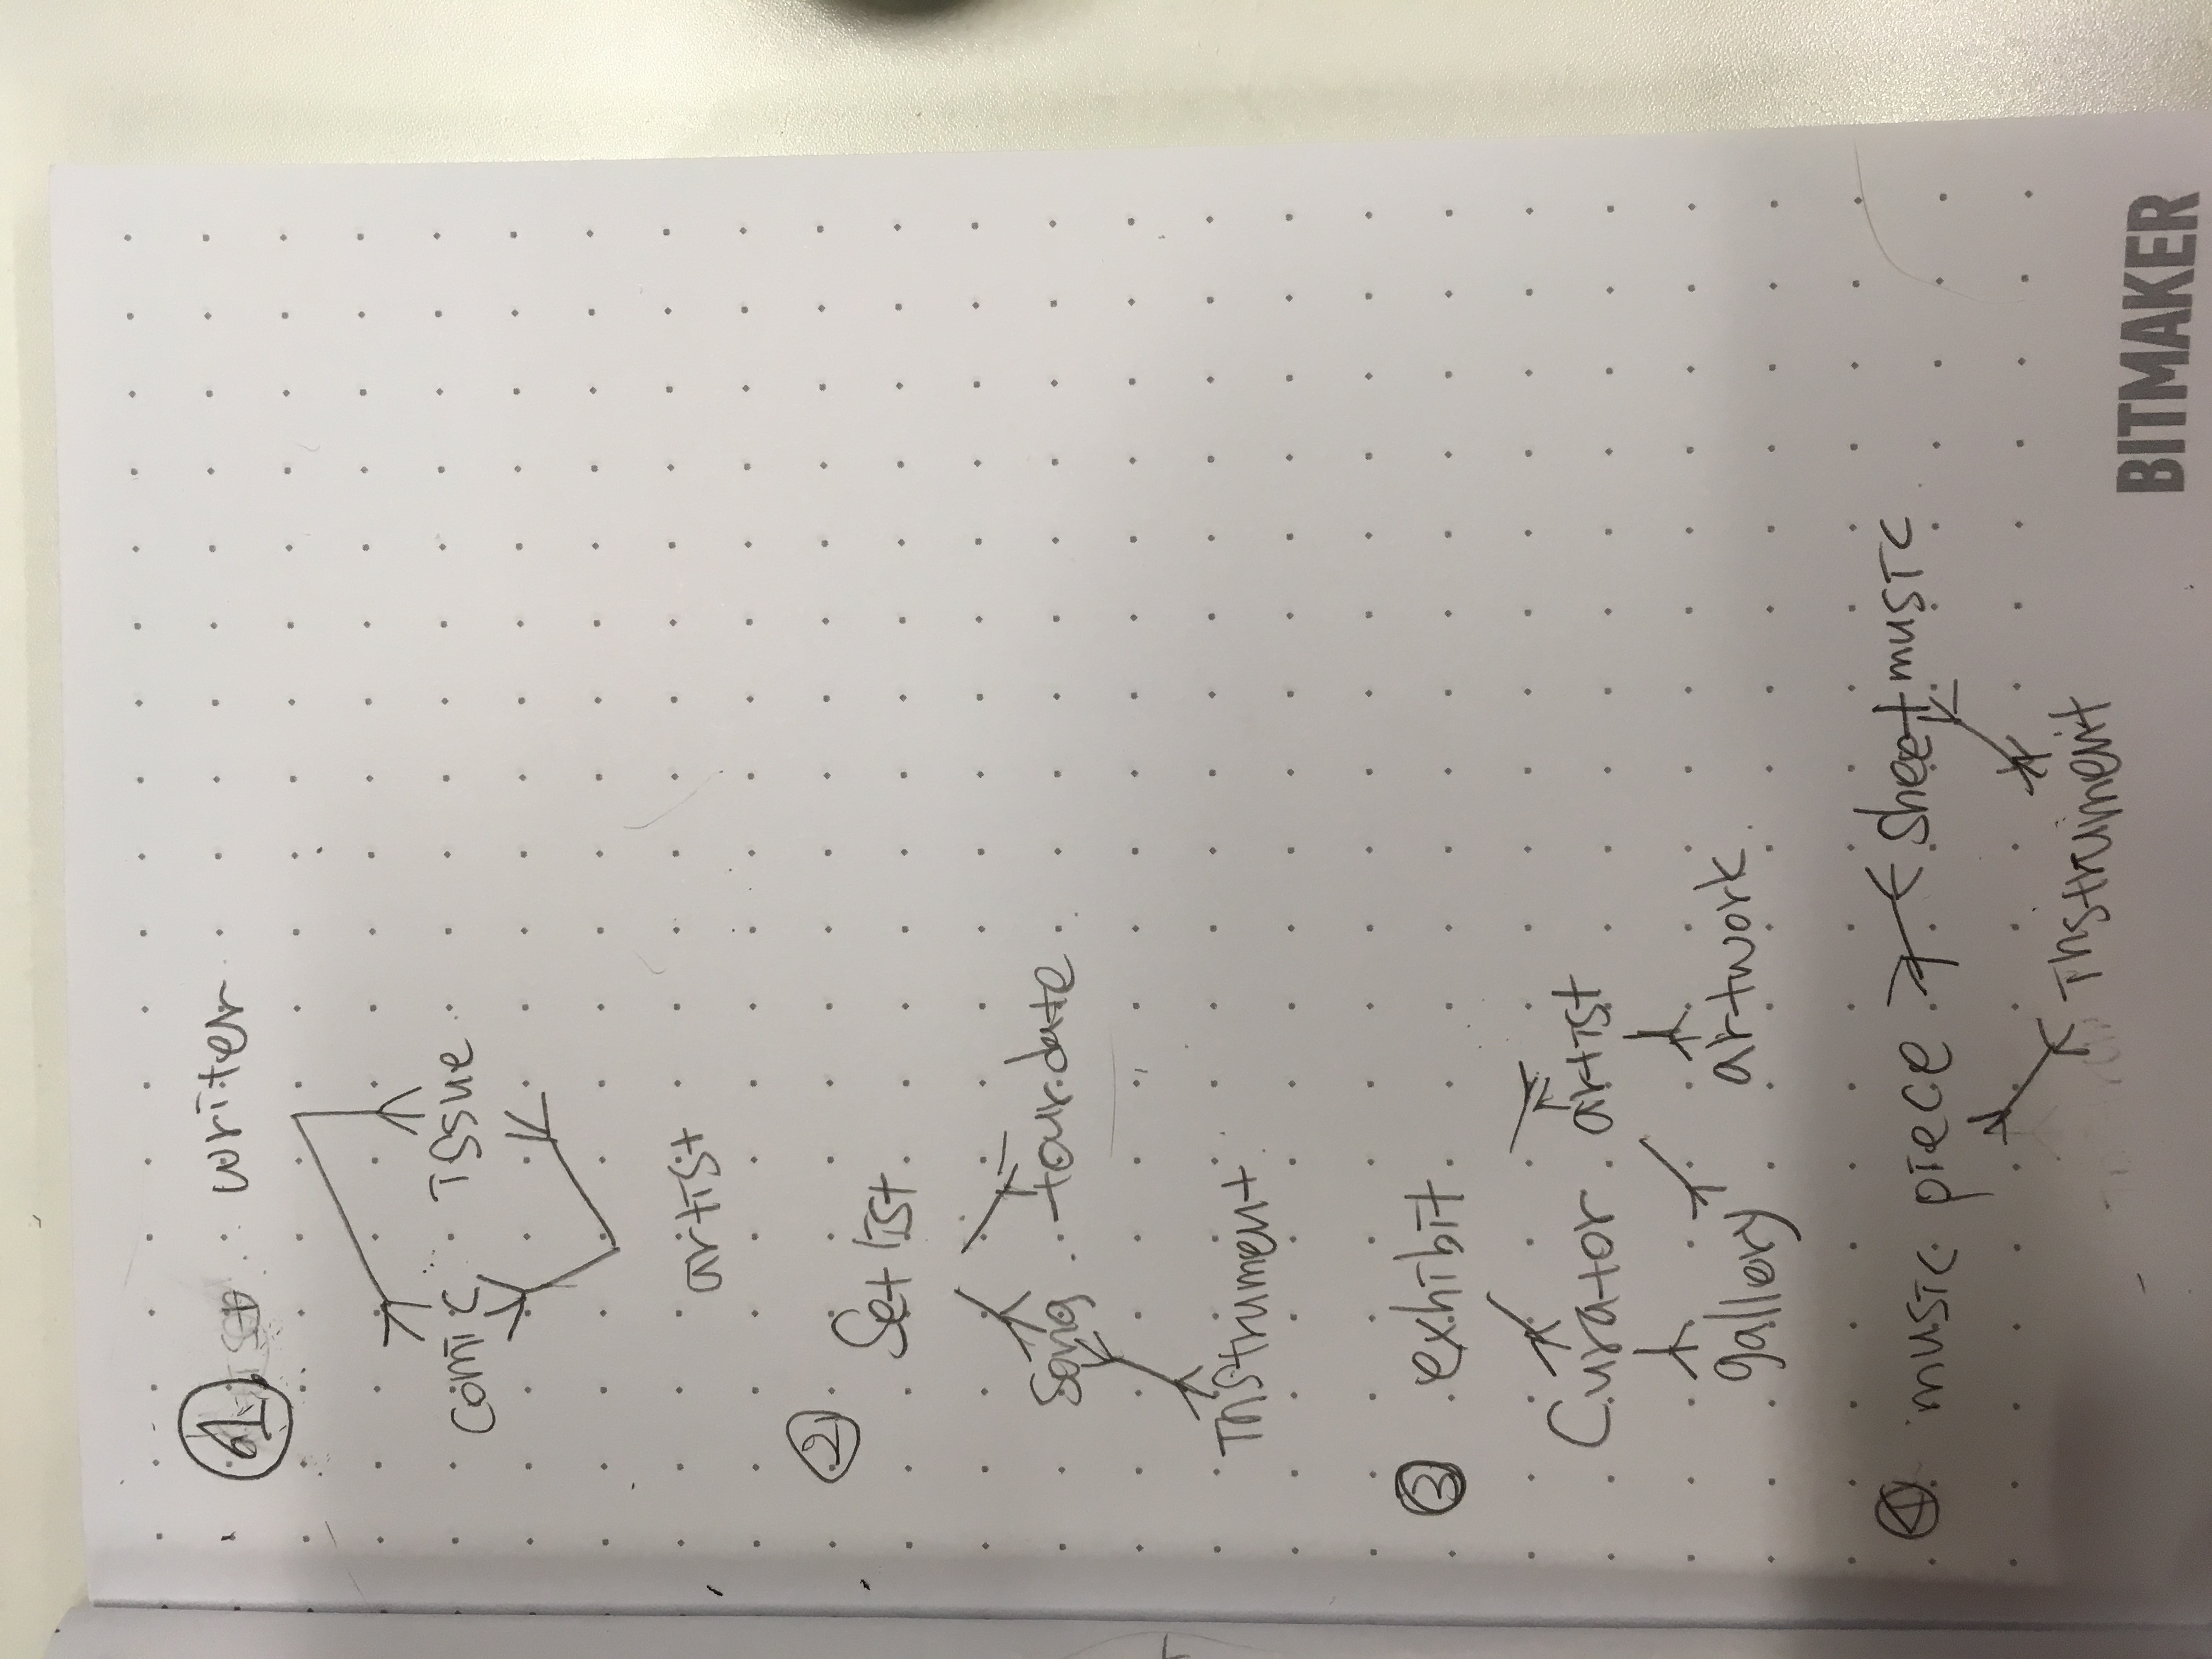 1 writer
comic issue
artist
2
Set list
song tour date
Instrument
3 exhibit
Curator artist
gallery artwork
4 music piece sheet music
Instrument
BITMAKER